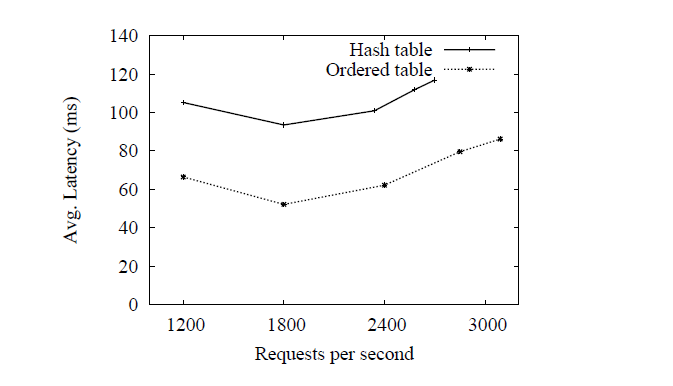 140
120
100
80
60
40
20
0
Avg. Latency (ms)
Hash table
Ordered table
1200 1800 2400 3000
Requests per second